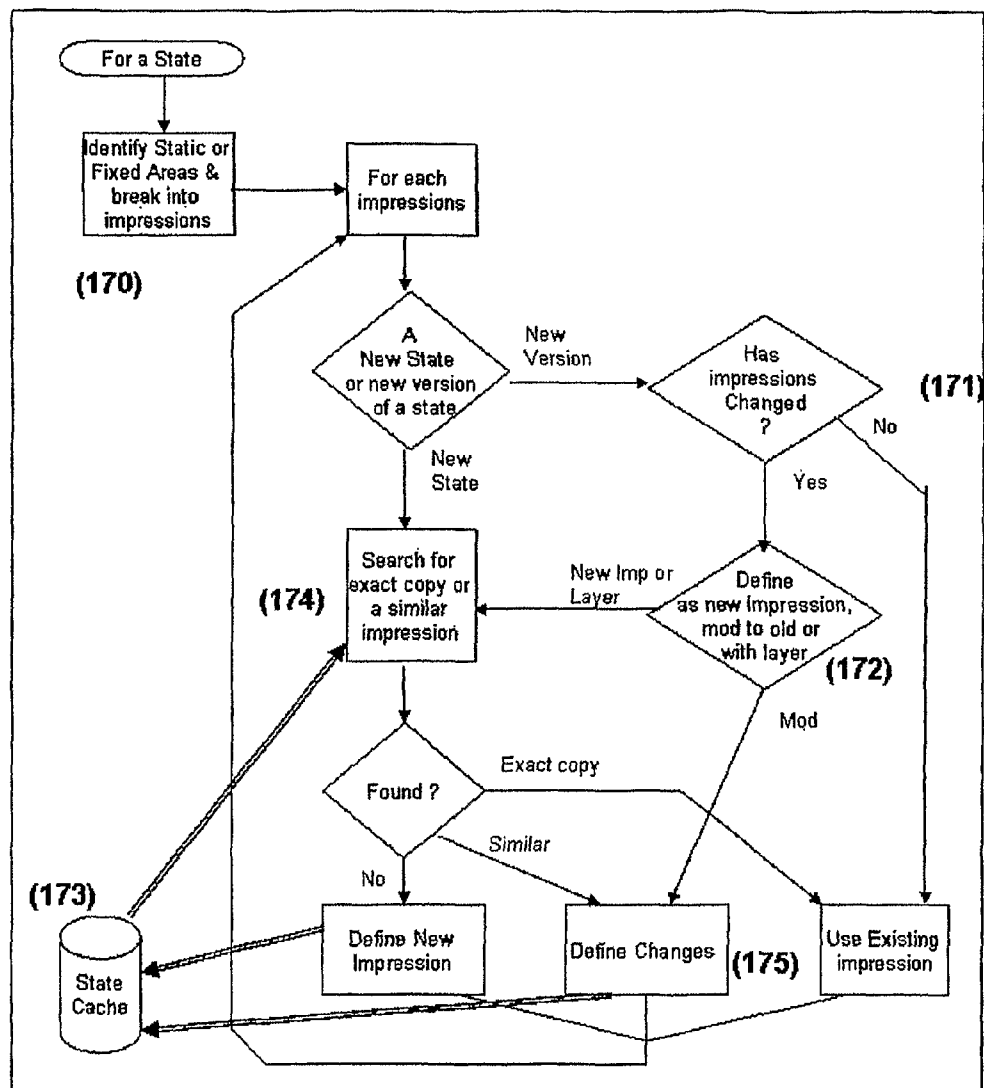 For a State
Identify Static or
Fixed Areas &
break into
impressions
For each
impressions
(170)
A
New State
or new version
of a state
New
Version
Has
impressions
Changed
?
(171)
No
New
State
Yes
Search for
exact copy or
a similar
impression
(174)
New Imp or
Layer
Define
as new Impression,
mod to old or
with layer
(172)
Mod
Found ?
Exact copy
Similar
No
(173)
State
Cache
Define New
Impression
Define Changes
(175)
Use Existing
impression